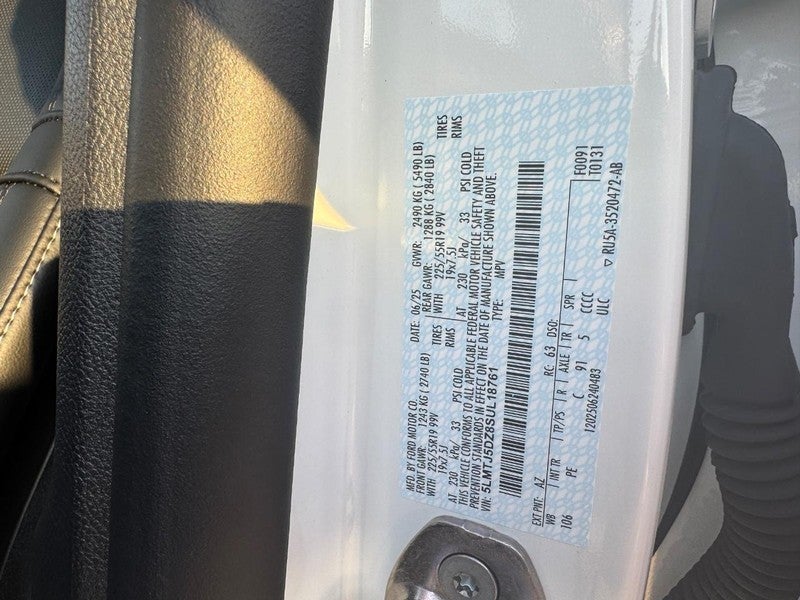 MFD. BY FORD MOTOR CO.
DATE: 06/25 GVWR: 2490 KG ( 5490 LB)
FRONT GAWR: 1243 KG (2740 LB) REAR GAWR: 1288 KG ( 2840 LB)
WITH 225/55R19 99V TIRES WITH 225/55R19 99V TIRES
19x7.5J RIMS 19x7.5J RIMS
AT 230 kPa/ 33 PSI COLD AT 230 kPa/ 33 PSI COLD
THIS VEHICLE CONFORMS TO ALL APPLICABLE FEDERAL MOTOR VEHICLE SAFETY AND THEFT
PREVENTION STANDARDS IN EFFECT ON THE DATE OF MANUFACTURE SHOWN ABOVE.
VIN: 5LMTJ5DZ8SUL18761 TYPE: MPV
F0091
T0131
EXT PNT: AZ RC: 63 DSO:
WB INT TR TP/PS R AXLE TR SPR
106 PE C 91 5 CCCC
1202506240483 ULC
▽ RU5A-3520472-AB